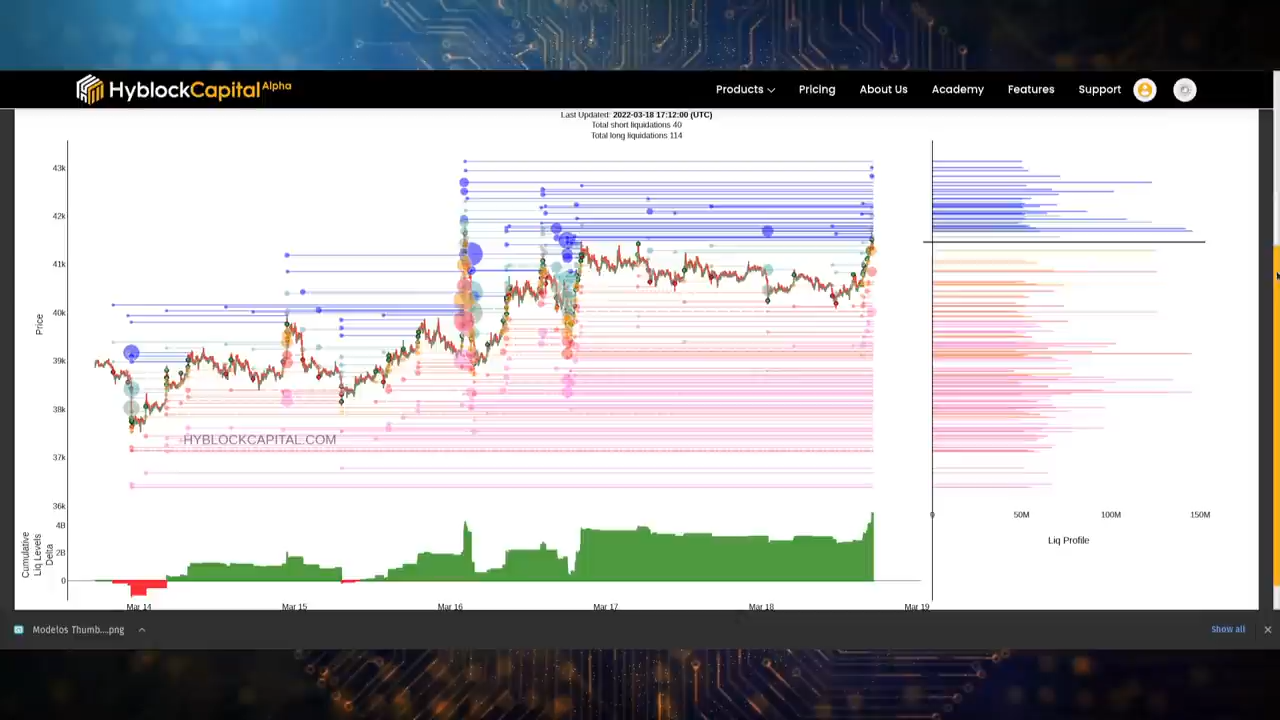 HyblockCapital Alpha
Products Pricing About Us Academy Features Support
Last Updated: 2022-03-18 17:12:00 (UTC)
Total short liquidations 40
Total long liquidations 114
Price
43k
42k
41k
40k
39k
38k
37k
36k
HYBLOCKCAPITAL.COM
Cumulative
Liq Levels
Delta
4B
2B
0
Mar 14 Mar 15 Mar 16 Mar 17 Mar 18 Mar 19
0 50M 100M 150M
Liq Profile
Modelos Thumb....png
Show all